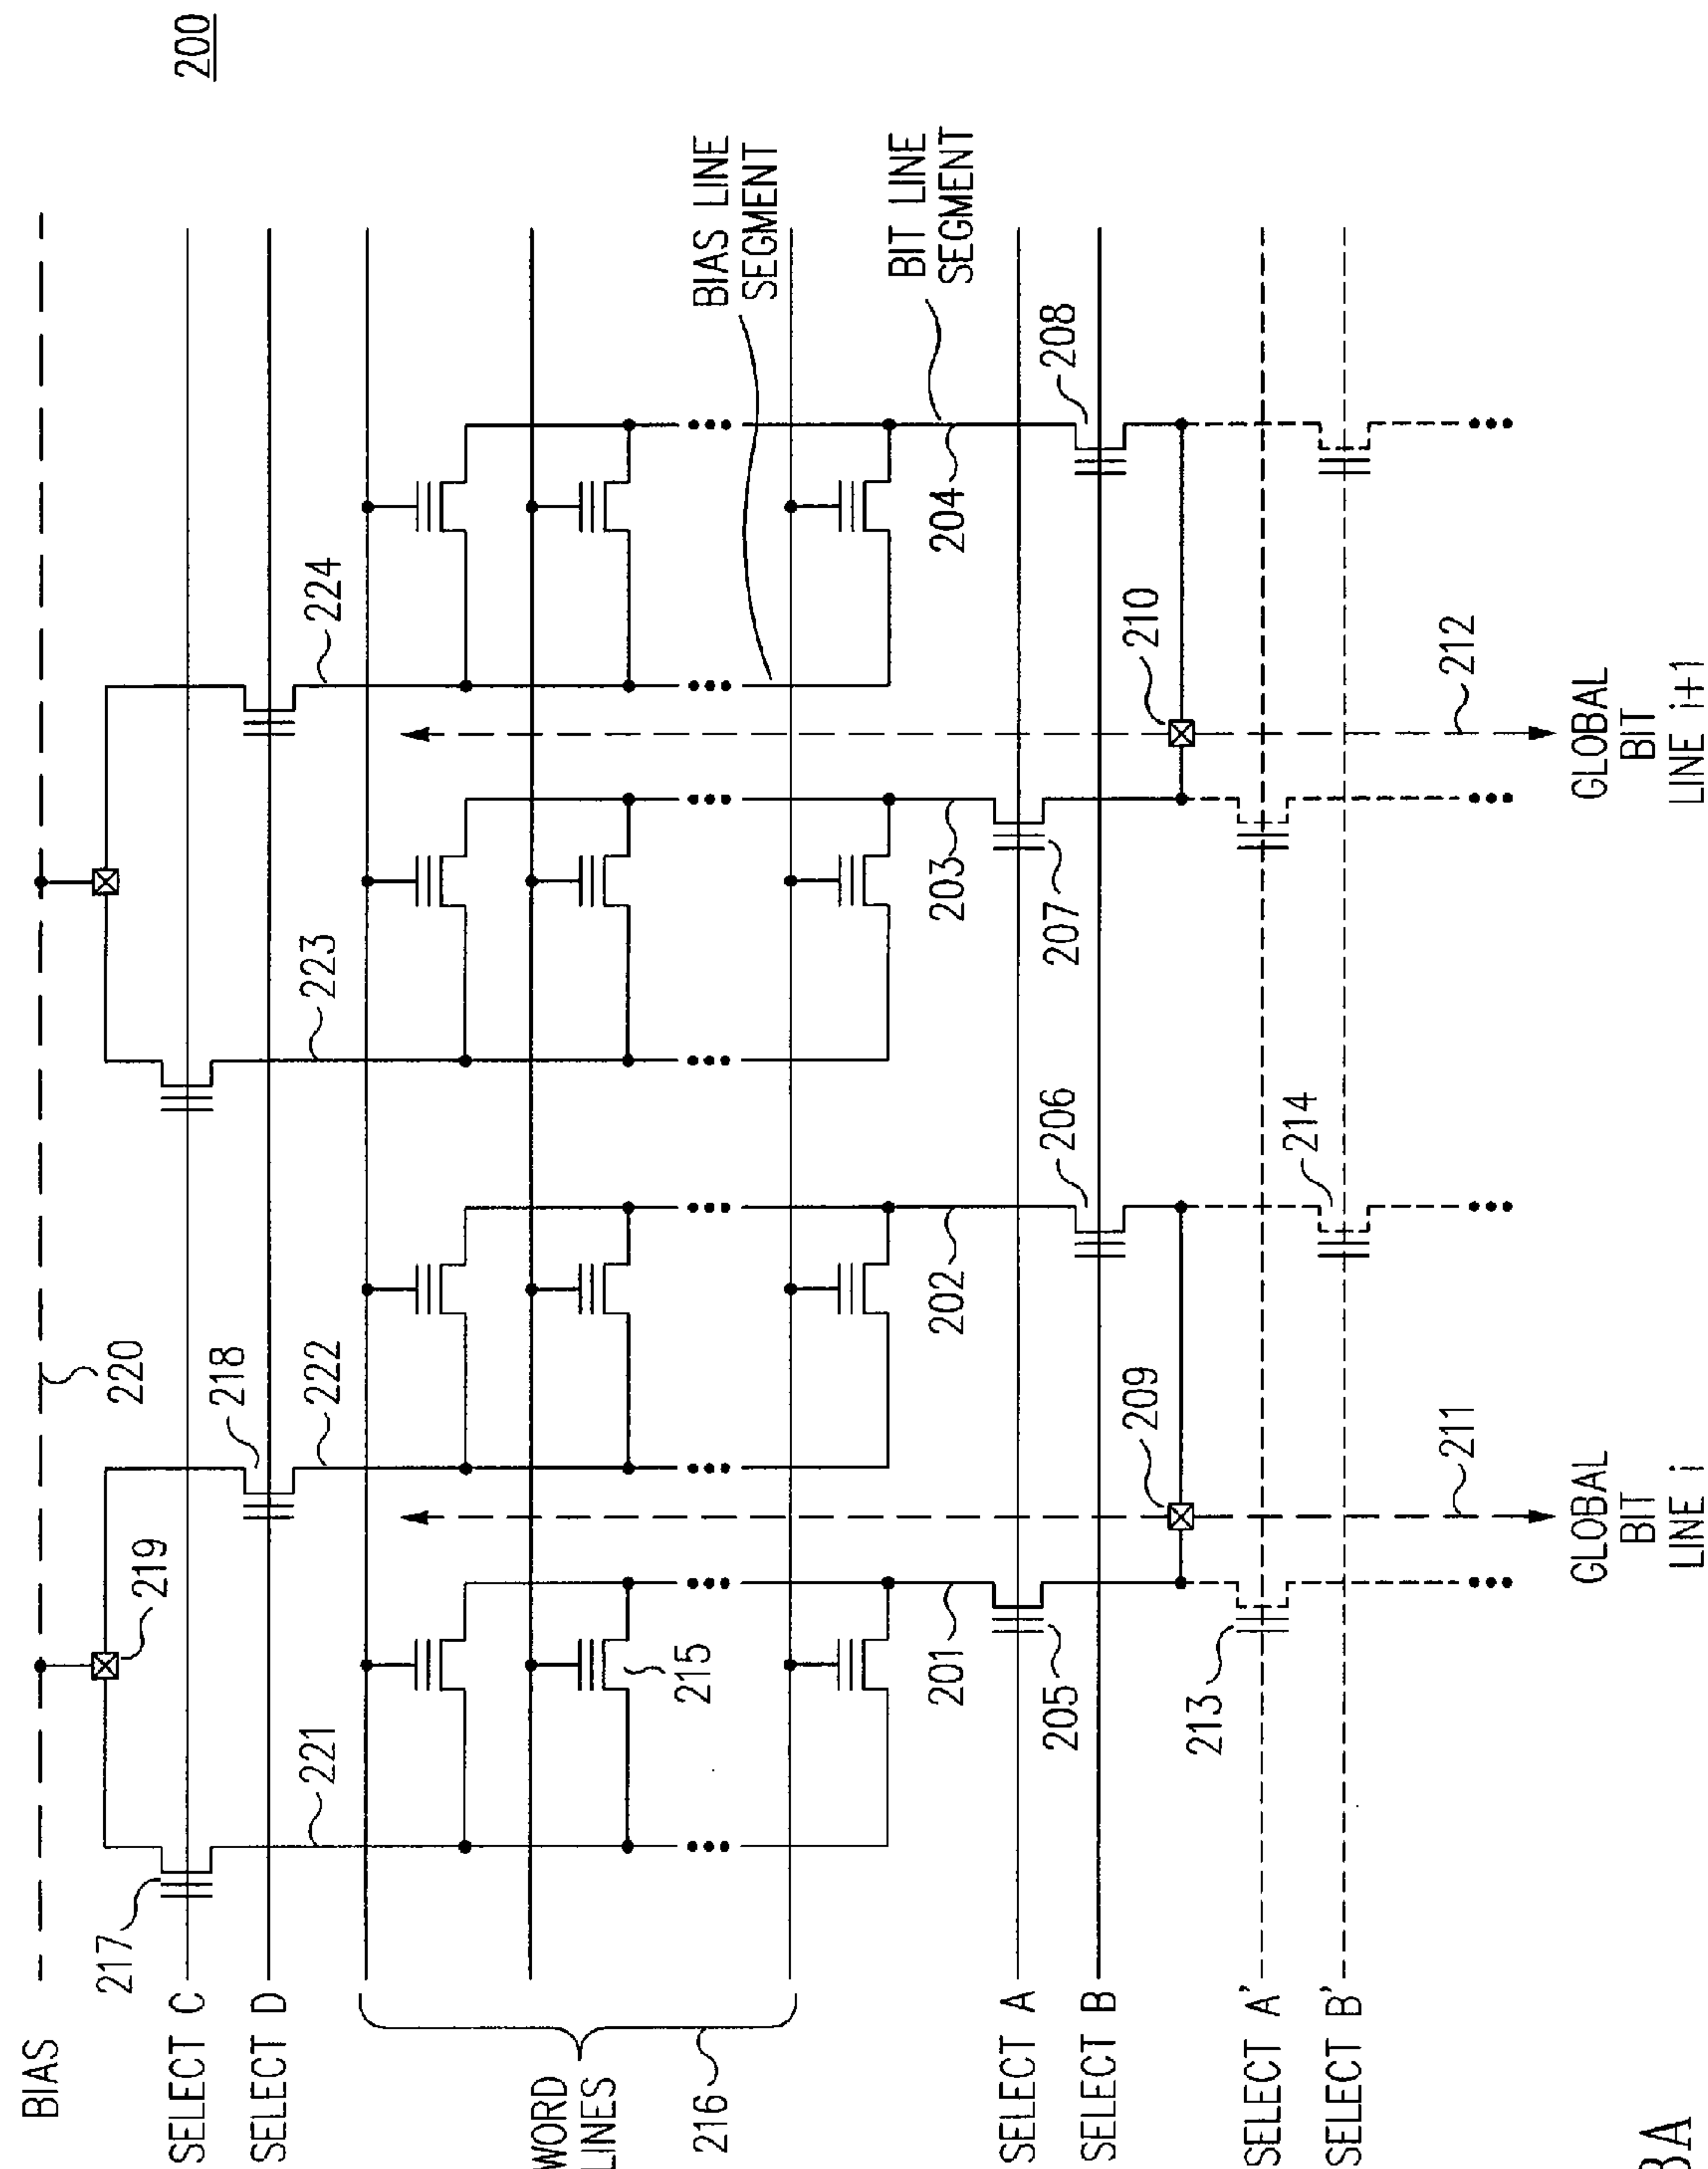 200
BIAS
SELECT C
SELECT D
WORD
LINES
216
SELECT A
SELECT B
SELECT A'
SELECT B'
217
219
220
218
221
222
223
224
215
BIAS LINE
SEGMENT
BIT LINE
SEGMENT
201
202
203
204
205
206
207
208
209
210
213
214
211
212
GLOBAL
BIT
LINE i
GLOBAL
BIT
LINE i+1